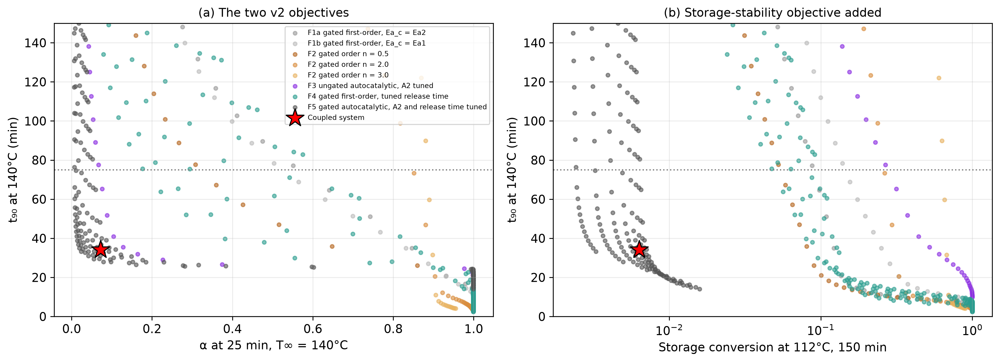 (a) The two v2 objectives
t₉₀ at 140°C (min)
140
120
100
80
60
40
20
0
F1a gated first-order, Ea_c = Ea2
F1b gated first-order, Ea_c = Ea1
F2 gated order n = 0.5
F2 gated order n = 2.0
F2 gated order n = 3.0
F3 ungated autocatalytic, A2 tuned
F4 gated first-order, tuned release time
F5 gated autocatalytic, A2 and release time tuned
Coupled system
0.0 0.2 0.4 0.6 0.8 1.0
α at 25 min, T∞ = 140°C
(b) Storage-stability objective added
t₉₀ at 140°C (min)
140
120
100
80
60
40
20
0
10⁻² 10⁻¹ 10⁰
Storage conversion at 112°C, 150 min